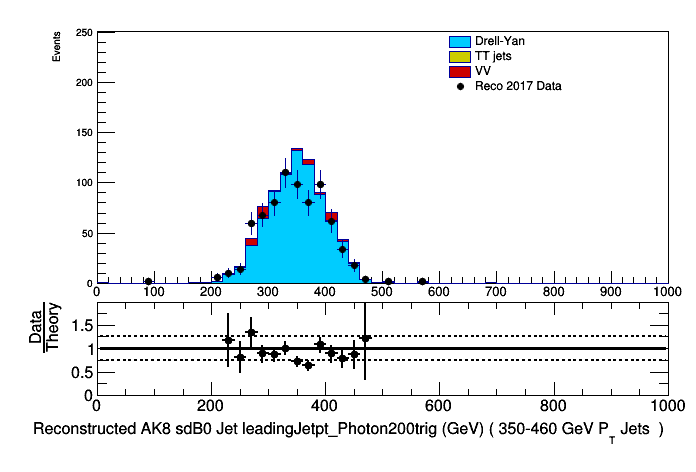 Events
250
200
150
100
50
0
Drell-Yan
TT jets
VV
Reco 2017 Data
0 100 200 300 400 500 600 700 800 900 1000
Data
Theory
1.5
1
0.5
0
0 200 400 600 800 1000
Reconstructed AK8 sdB0 Jet leadingJetpt_Photon200trig (GeV) ( 350-460 GeV P_T Jets )